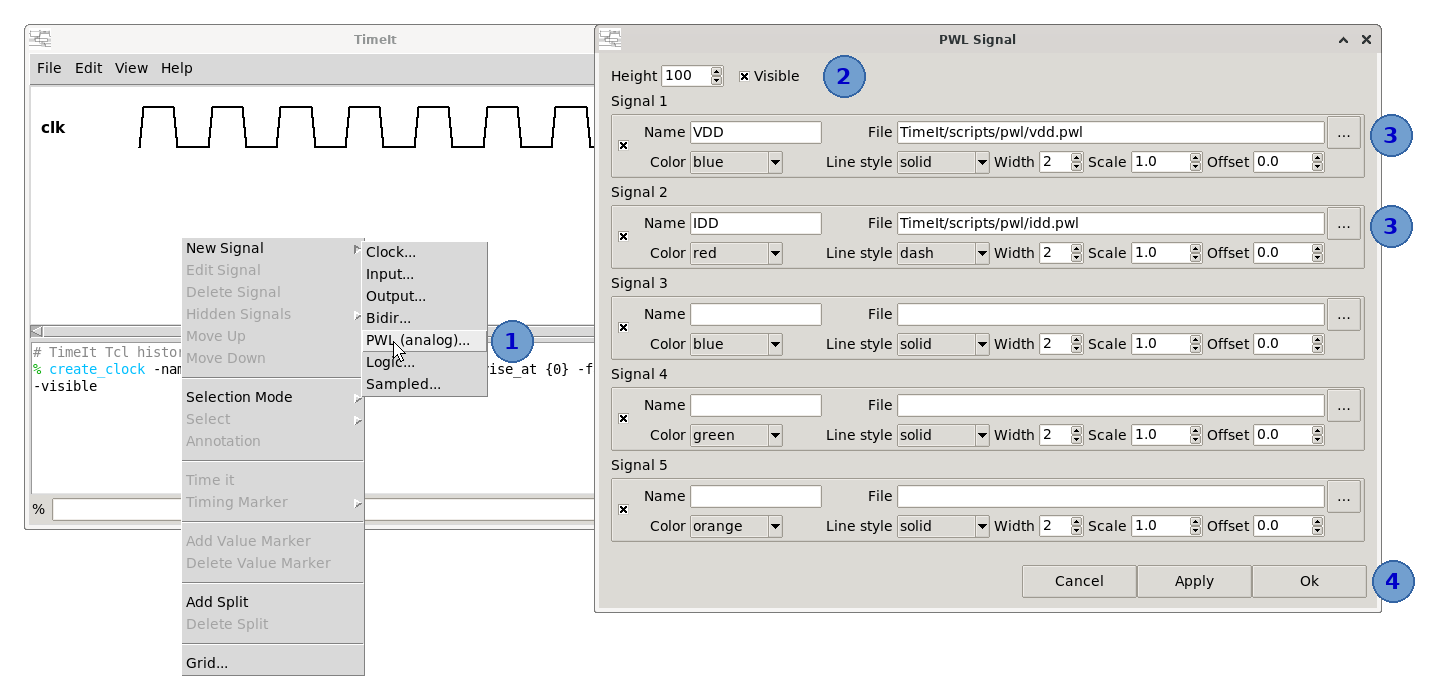 TimeIt
File Edit View Help
clk
New Signal
Edit Signal
Delete Signal
Hidden Signals
Move Up
Move Down
Selection Mode
Select
Annotation
Time it
Timing Marker
Add Value Marker
Delete Value Marker
Add Split
Delete Split
Grid...
Clock...
Input...
Output...
Bidir...
PWL (analog)...
Logic...
Sampled...
1
# TimeIt Tcl histor
% create_clock -nam ise_at {0} -f
-visible
%
PWL Signal
Height 100 Visible 2
Signal 1
Name VDD File TimeIt/scripts/pwl/vdd.pwl ... 3
Color blue Line style solid Width 2 Scale 1.0 Offset 0.0
Signal 2
Name IDD File TimeIt/scripts/pwl/idd.pwl ... 3
Color red Line style dash Width 2 Scale 1.0 Offset 0.0
Signal 3
Name File ...
Color blue Line style solid Width 2 Scale 1.0 Offset 0.0
Signal 4
Name File ...
Color green Line style solid Width 2 Scale 1.0 Offset 0.0
Signal 5
Name File ...
Color orange Line style solid Width 2 Scale 1.0 Offset 0.0
Cancel Apply Ok 4